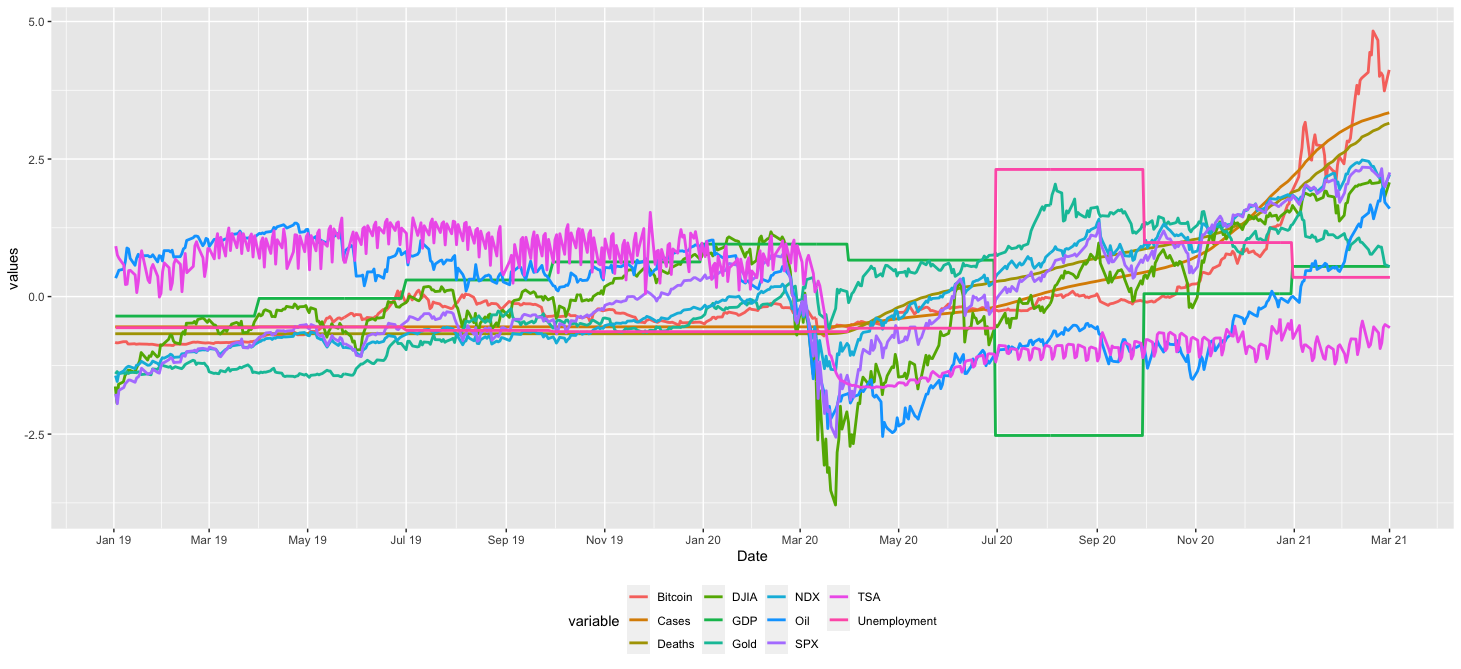 values
5.0
2.5
0.0
-2.5
Jan 19 Mar 19 May 19 Jul 19 Sep 19 Nov 19 Jan 20 Mar 20 May 20 Jul 20 Sep 20 Nov 20 Jan 21 Mar 21
Date
variable
Bitcoin DJIA NDX TSA
Cases GDP Oil Unemployment
Deaths Gold SPX